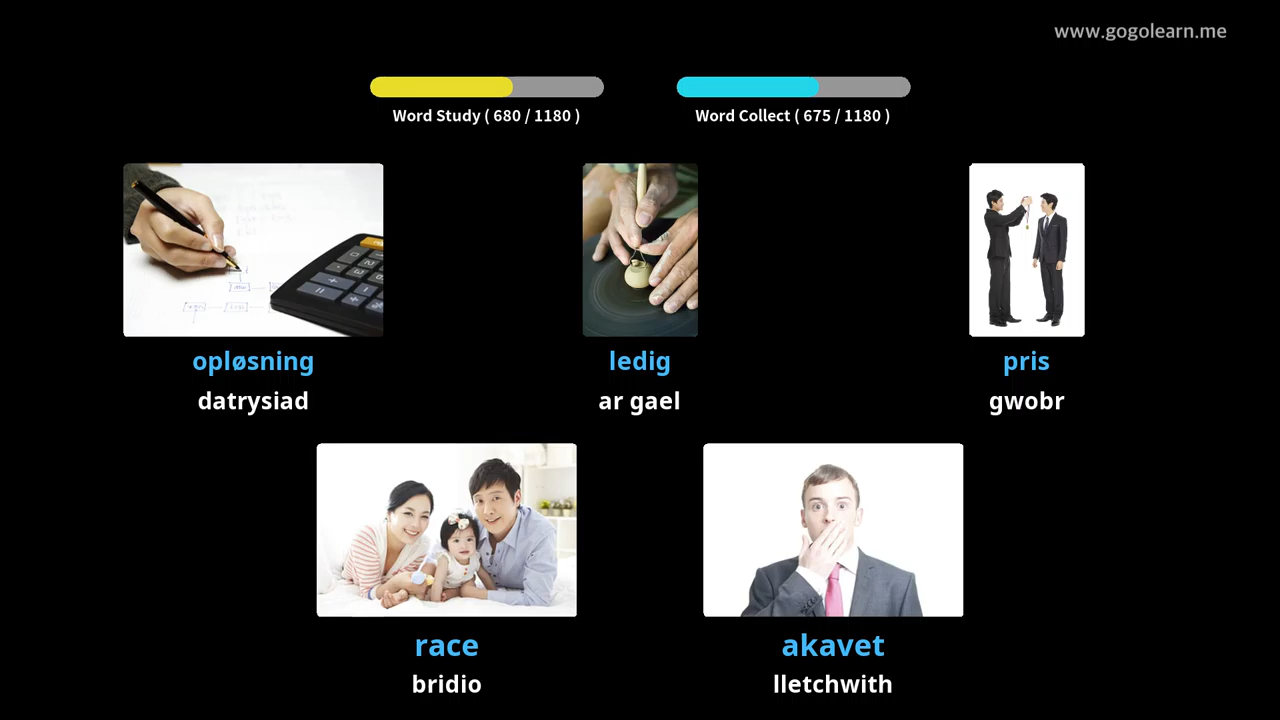 www.gogolearn.me
Word Study ( 680 / 1180 )
Word Collect ( 675 / 1180 )
opløsning
ledig
pris
datrysiad
ar gael
gwobr
race
akavet
bridio
lletchwith